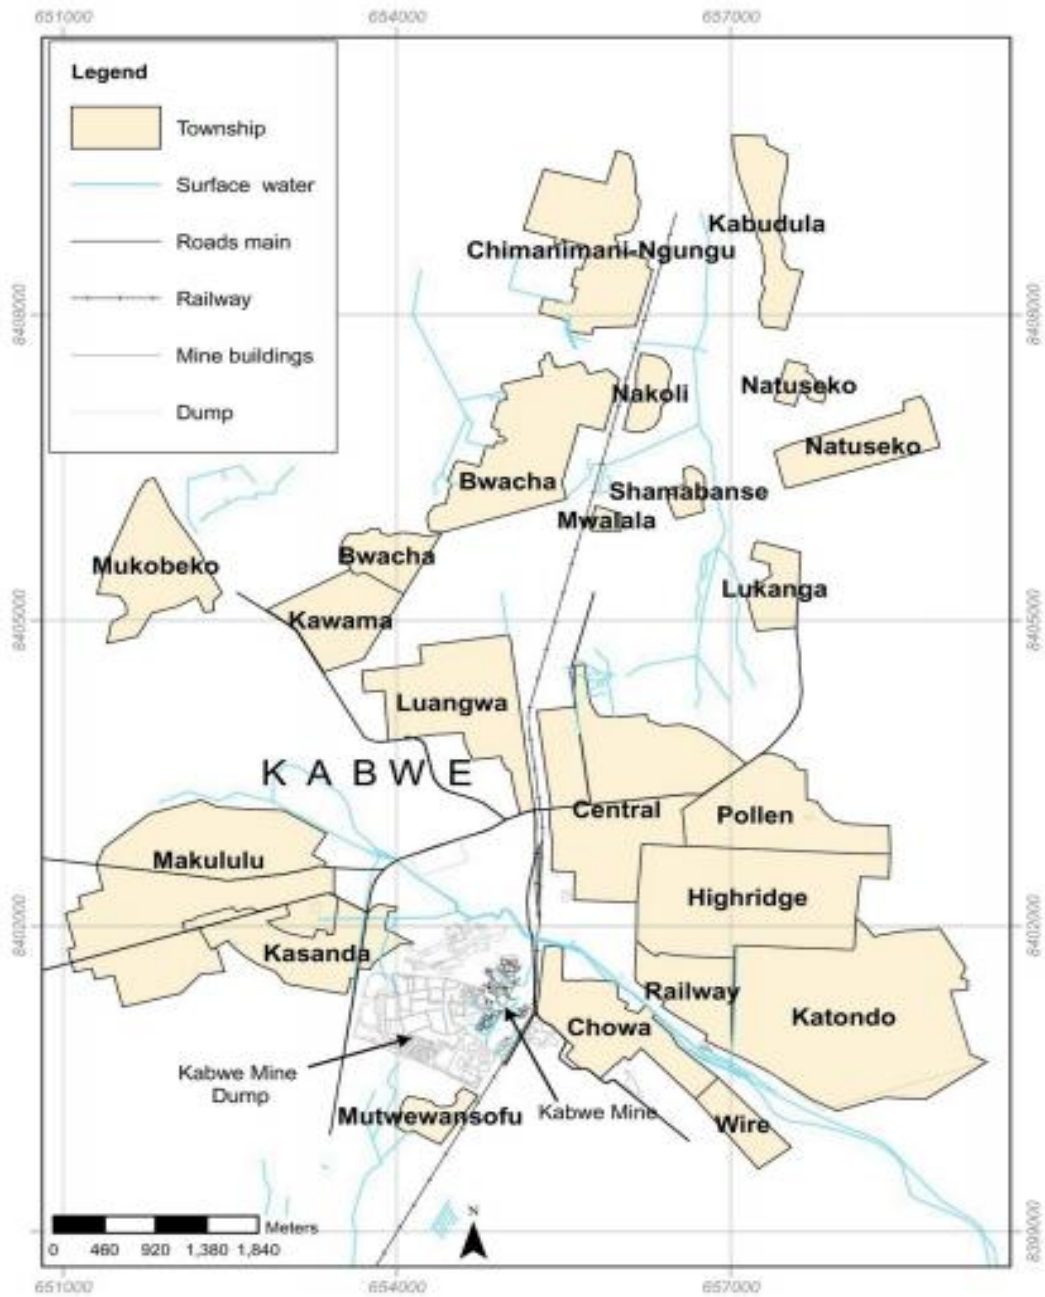 651000
654000
657000
Legend
Township
Surface water
Roads main
Railway
Mine buildings
Dump
Kabudula
Chimanimani-Ngungu
8408000
8408000
Nakoli
Natuseko
Natuseko
Bwacha
Shamabanse
Mwalala
Bwacha
Mukobeko
Lukanga
Kawama
8405000
8405000
Luangwa
K A B W E
Central
Pollen
Makululu
Highridge
8402000
8402000
Kasanda
Railway
Katondo
Chowa
Kabwe Mine
Dump
Kabwe Mine
Mutwewansofu
Wire
N
Meters
0 460 920 1,380 1,840
8399000
8399000
651000
654000
657000